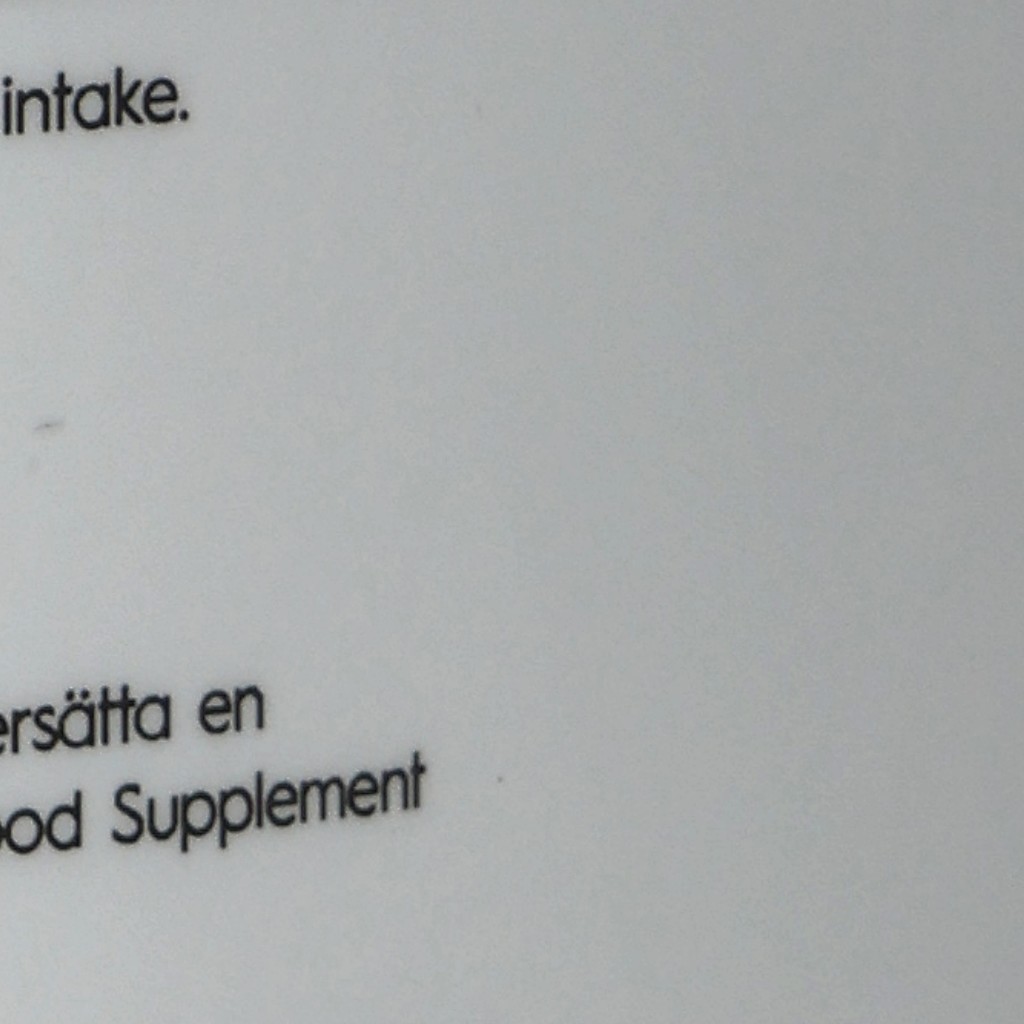 intake.
ersätta en
ood Supplement